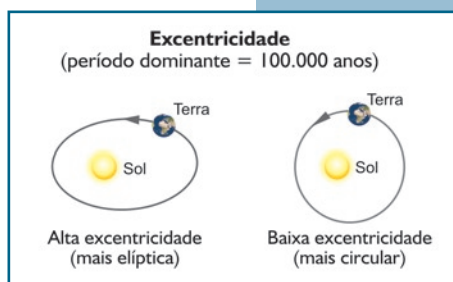 Excentricidade
(período dominante = 100.000 anos)
Terra
Sol
Alta excentricidade
(mais elíptica)
Terra
Sol
Baixa excentricidade
(mais circular)